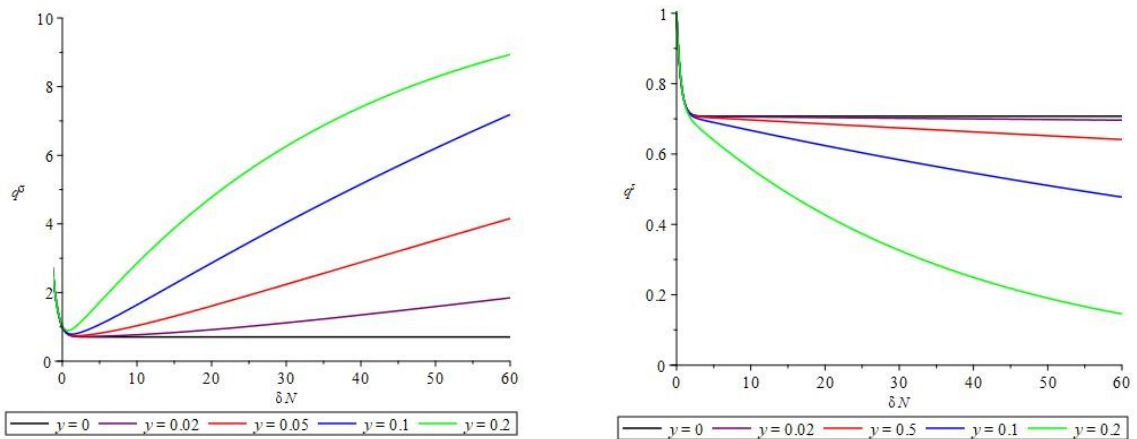 10
8
6
q^σ
4
2
0
0 10 20 30 40 50 60
δN
y = 0 y = 0.02 y = 0.05 y = 0.1 y = 0.2
1
0.8
0.6
q^s
0.4
0.2
0
0 10 20 30 40 50 60
δN
y = 0 y = 0.02 y = 0.5 y = 0.1 y = 0.2